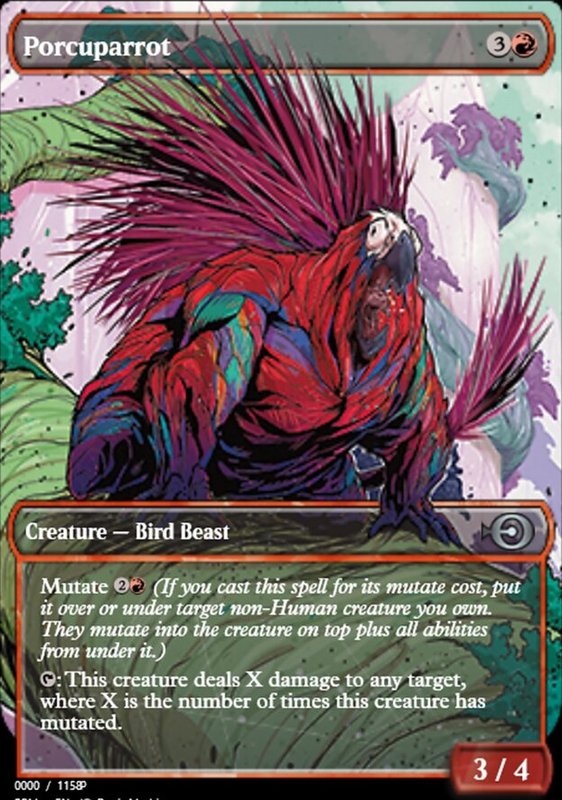 Porcuparrot 3
Creature — Bird Beast
Mutate 2 (If you cast this spell for its mutate cost, put
it over or under target non-Human creature you own.
They mutate into the creature on top plus all abilities
from under it.)
: This creature deals X damage to any target,
where X is the number of times this creature has
mutated.
3 / 4
0000 / 1158P